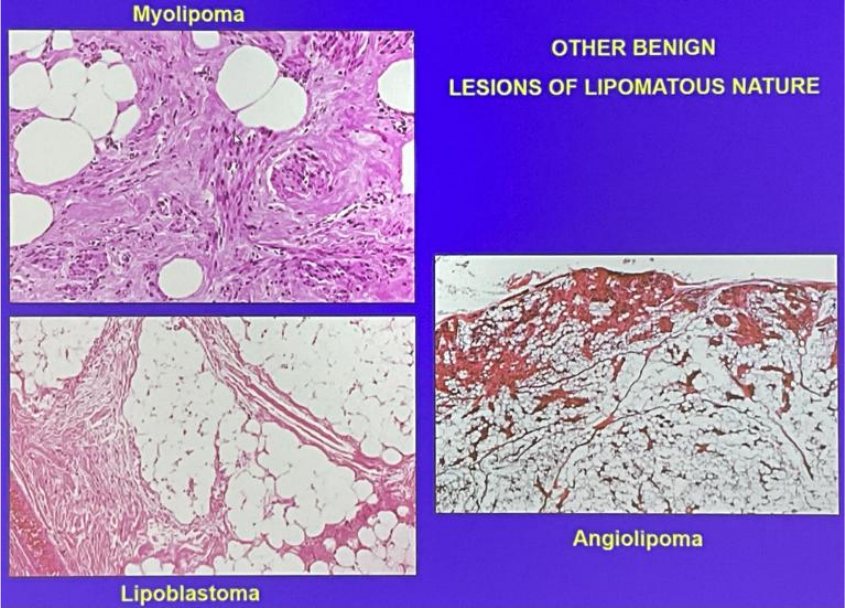 Myolipoma
OTHER BENIGN
LESIONS OF LIPOMATOUS NATURE
Angiolipoma
Lipoblastoma